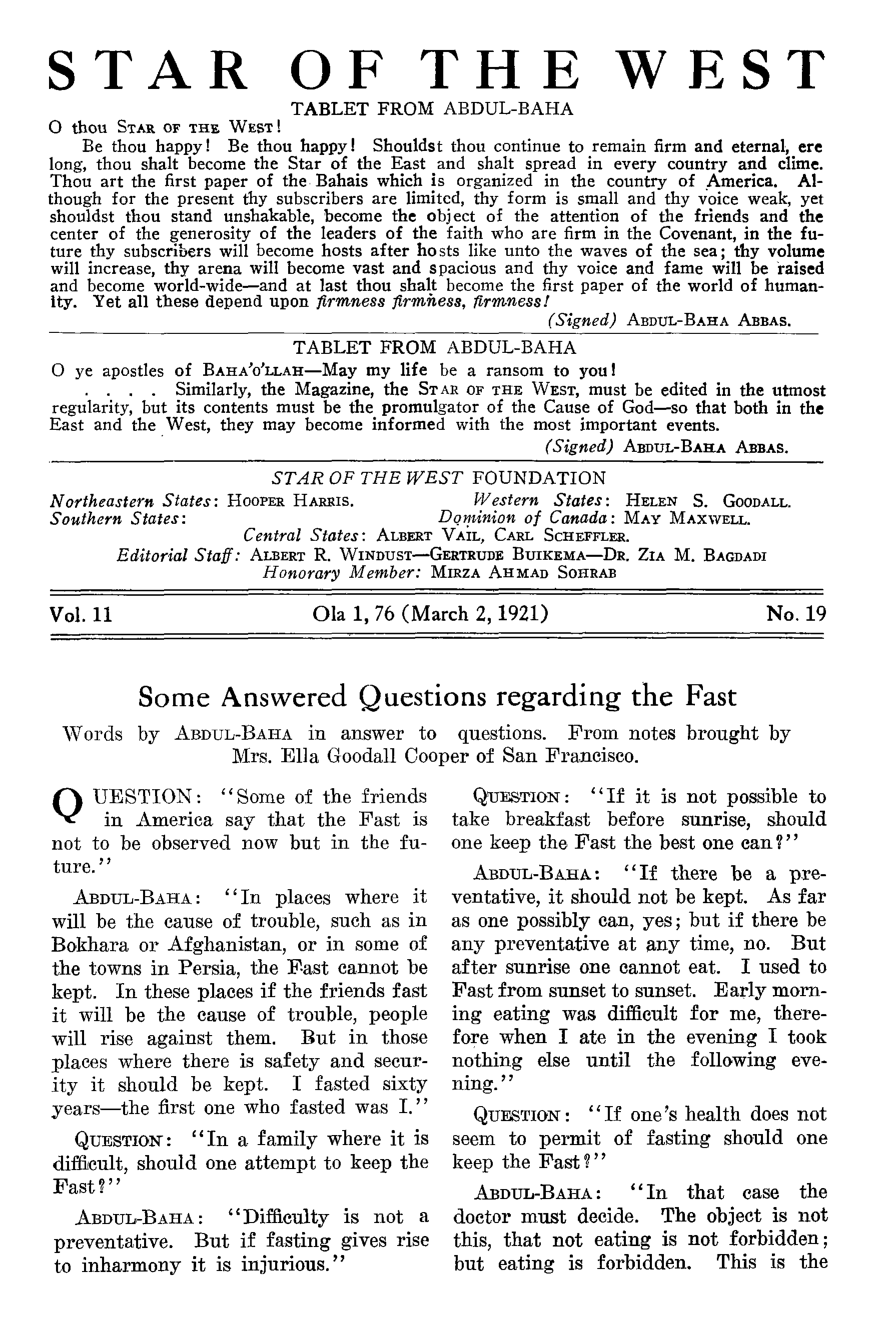 STAR OF THE WEST
TABLET FROM ABDUL-BAHA
O thou STAR OF THE WEST!
Be thou happy! Be thou happy! Shouldst thou continue to remain firm and eternal, ere
long, thou shalt become the Star of the East and shalt spread in every country and clime.
Thou art the first paper of the Bahais which is organized in the country of America. Al-
though for the present thy subscribers are limited, thy form is small and thy voice weak, yet
shouldst thou stand unshakable, become the object of the attention of the friends and the
center of the generosity of the leaders of the faith who are firm in the Covenant, in the fu-
ture thy subscribers will become hosts after hosts like unto the waves of the sea; thy volume
will increase, thy arena will become vast and spacious and thy voice and fame will be raised
and become world-wide—and at last thou shalt become the first paper of the world of human-
ity. Yet all these depend upon firmness firmness, firmness!
(Signed) ABDUL-BAHA ABBAS.
TABLET FROM ABDUL-BAHA
O ye apostles of BAHA'O'LLAH—May my life be a ransom to you!
. . . . Similarly, the Magazine, the STAR OF THE WEST, must be edited in the utmost
regularity, but its contents must be the promulgator of the Cause of God—so that both in the
East and the West, they may become informed with the most important events.
(Signed) ABDUL-BAHA ABBAS.
STAR OF THE WEST FOUNDATION
Northeastern States: HOOPER HARRIS. Western States: HELEN S. GOODALL.
Southern States: Dominion of Canada: MAY MAXWELL.
Central States: ALBERT VAIL, CARL SCHEFFLER.
Editorial Staff: ALBERT R. WINDUST—GERTRUDE BUIKEMA—DR. ZIA M. BAGDADI
Honorary Member: MIRZA AHMAD SOHRAB
Vol. 11 Ola 1, 76 (March 2, 1921) No. 19
Some Answered Questions regarding the Fast
Words by ABDUL-BAHA in answer to questions. From notes brought by
Mrs. Ella Goodall Cooper of San Francisco.
QUESTION: "Some of the friends
in America say that the Fast is
not to be observed now but in the fu-
ture."
ABDUL-BAHA: "In places where it
will be the cause of trouble, such as in
Bokhara or Afghanistan, or in some of
the towns in Persia, the Fast cannot be
kept. In these places if the friends fast
it will be the cause of trouble, people
will rise against them. But in those
places where there is safety and secur-
ity it should be kept. I fasted sixty
years—the first one who fasted was I."
QUESTION: "In a family where it is
difficult, should one attempt to keep the
Fast?"
ABDUL-BAHA: "Difficulty is not a
preventative. But if fasting gives rise
to inharmony it is injurious."
QUESTION: "If it is not possible to
take breakfast before sunrise, should
one keep the Fast the best one can?"
ABDUL-BAHA: "If there be a pre-
ventative, it should not be kept. As far
as one possibly can, yes; but if there be
any preventative at any time, no. But
after sunrise one cannot eat. I used to
Fast from sunset to sunset. Early morn-
ing eating was difficult for me, there-
fore when I ate in the evening I took
nothing else until the following eve-
ning."
QUESTION: "If one's health does not
seem to permit of fasting should one
keep the Fast?"
ABDUL-BAHA: "In that case the
doctor must decide. The object is not
this, that not eating is not forbidden;
but eating is forbidden. This is the